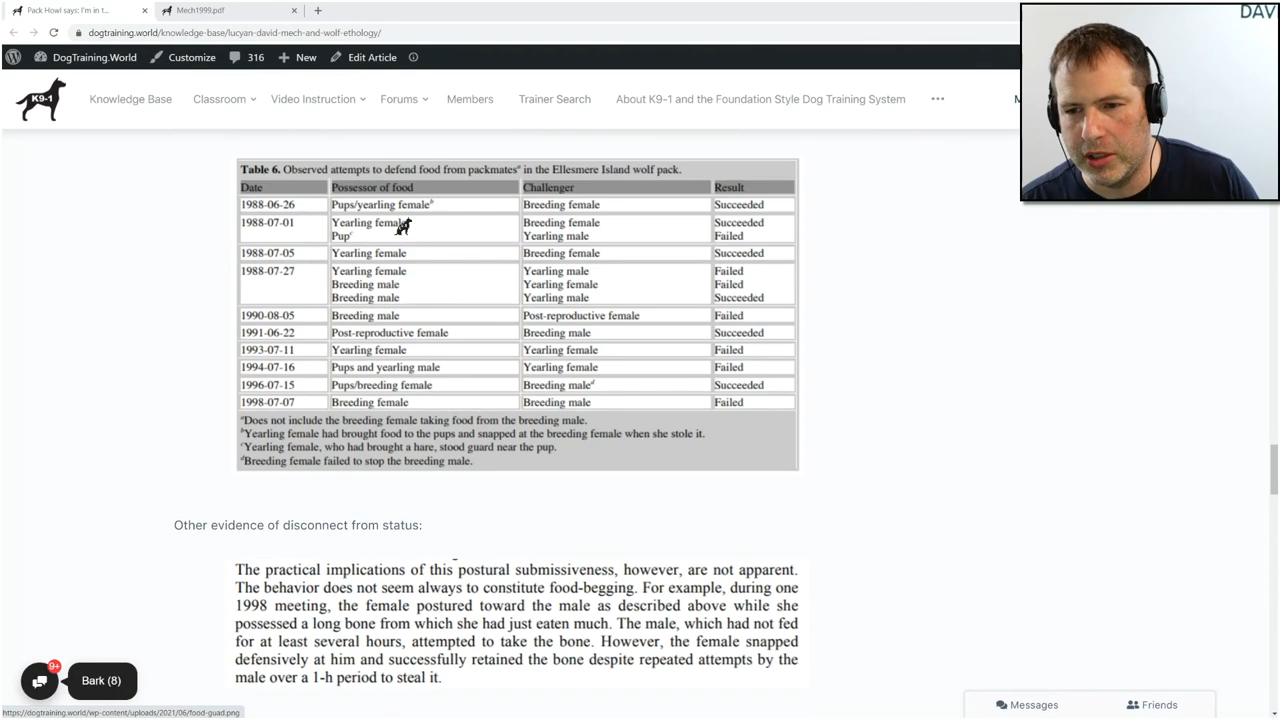 Pack Howl says: I'm in t...
Mech1999.pdf
DAV
dogtraining.world/knowledge-base/lucyan-david-mech-and-wolf-ethology/
DogTraining.World
Customize
316
New
Edit Article
K9-1
Knowledge Base
Classroom
Video Instruction
Forums
Members
Trainer Search
About K9-1 and the Foundation Style Dog Training System
Table 6. Observed attempts to defend food from packmatesᵃ in the Ellesmere Island wolf pack.
Date Possessor of food Challenger Result
1988-06-26 Pups/yearling femaleᵇ Breeding female Succeeded
1988-07-01 Yearling female Breeding female Succeeded
Pupᶜ Yearling male Failed
1988-07-05 Yearling female Breeding female Succeeded
1988-07-27 Yearling female Yearling male Failed
Breeding male Yearling female Failed
Breeding male Yearling male Succeeded
1990-08-05 Breeding male Post-reproductive female Failed
1991-06-22 Post-reproductive female Breeding male Succeeded
1993-07-11 Yearling female Yearling female Failed
1994-07-16 Pups and yearling male Yearling female Failed
1996-07-15 Pups/breeding female Breeding maleᵈ Succeeded
1998-07-07 Breeding female Breeding male Failed
ᵃDoes not include the breeding female taking food from the breeding male.
ᵇYearling female had brought food to the pups and snapped at the breeding female when she stole it.
ᶜYearling female, who had brought a hare, stood guard near the pup.
ᵈBreeding female failed to stop the breeding male.
Other evidence of disconnect from status:
The practical implications of this postural submissiveness, however, are not apparent.
The behavior does not seem always to constitute food-begging. For example, during one
1998 meeting, the female postured toward the male as described above while she
possessed a long bone from which she had just eaten much. The male, which had not fed
for at least several hours, attempted to take the bone. However, the female snapped
defensively at him and successfully retained the bone despite repeated attempts by the
male over a 1-h period to steal it.
9+
Bark (8)
Messages
Friends
https://dogtraining.world/wp-content/uploads/2021/06/food-guad.png